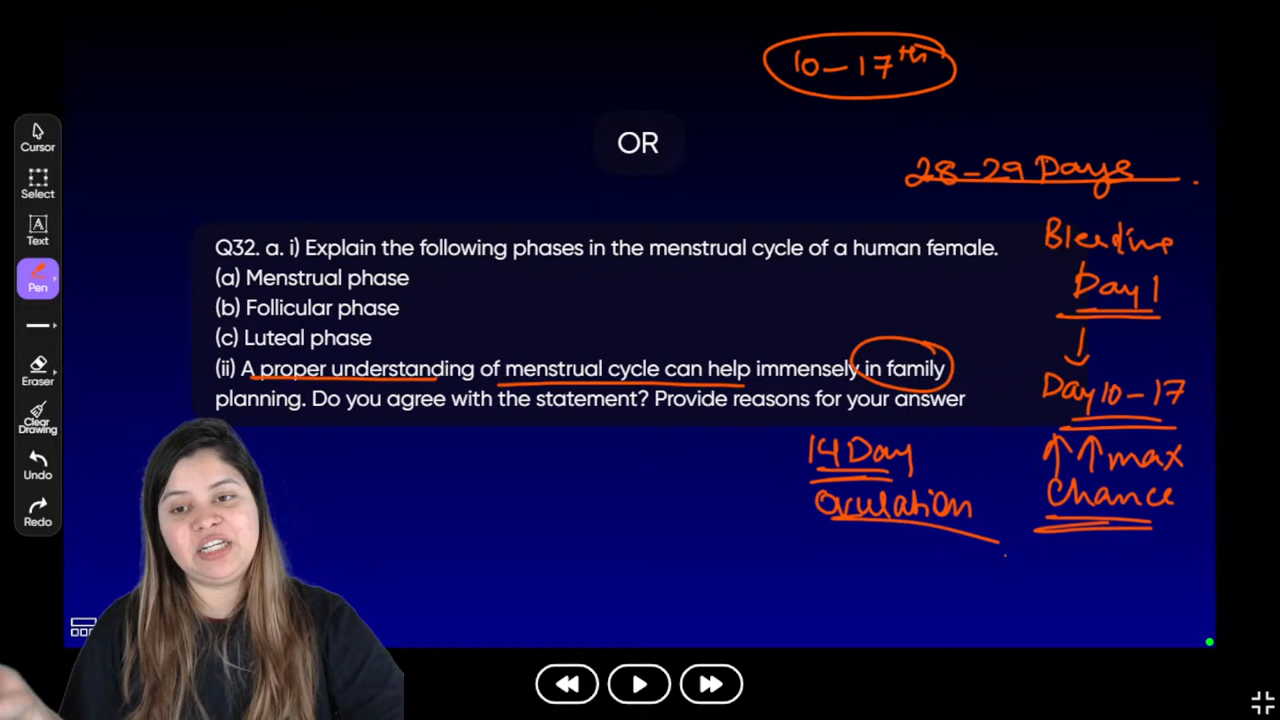 10-17th
OR
28-29 Days
Q32. a. i) Explain the following phases in the menstrual cycle of a human female.
(a) Menstrual phase
(b) Follicular phase
(c) Luteal phase
(ii) A proper understanding of menstrual cycle can help immensely in family
planning. Do you agree with the statement? Provide reasons for your answer
Bleeding
Day 1
Day 10-17
↑↑ max
Chance
14 Day
Ovulation
Cursor
Select
Text
Pen
Eraser
Clear
Drawing
Undo
Redo